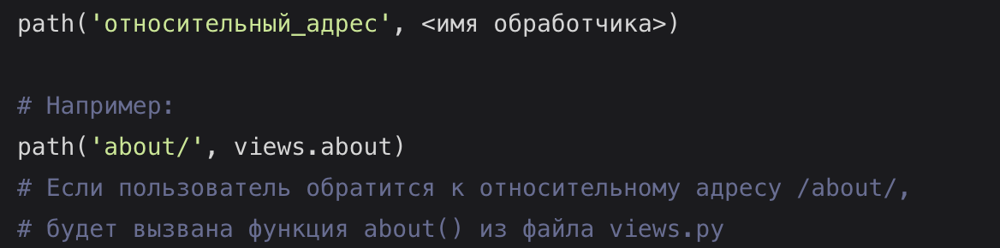 path('относительный_адрес', <имя обработчика>)
# Например:
path('about/', views.about)
# Если пользователь обратится к относительному адресу /about/,
# будет вызвана функция about() из файла views.py